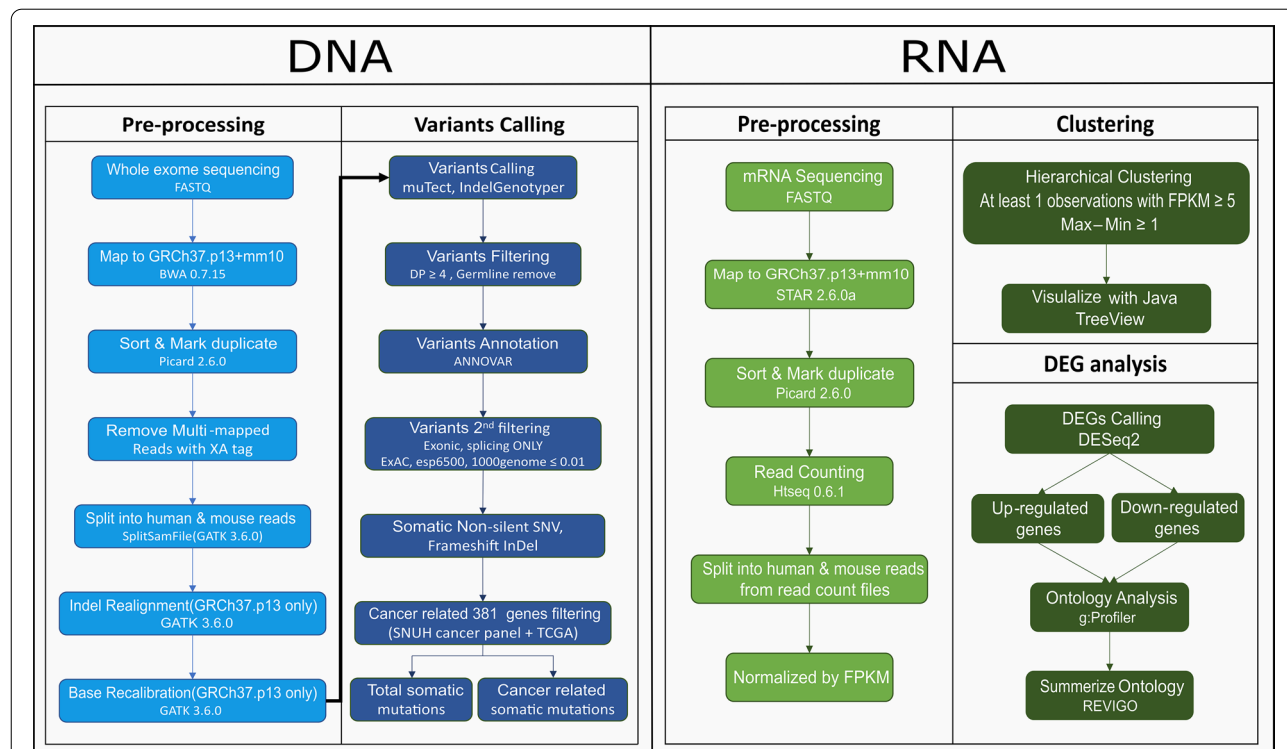 DNA
Pre-processing
Whole exome sequencing
FASTQ
Map to GRCh37.p13+mm10
BWA 0.7.15
Sort & Mark duplicate
Picard 2.6.0
Remove Multi-mapped
Reads with XA tag
Split into human & mouse reads
SplitSamFile(GATK 3.6.0)
Indel Realignment(GRCh37.p13 only)
GATK 3.6.0
Base Recalibration(GRCh37.p13 only)
GATK 3.6.0
Variants Calling
Variants Calling
muTect, IndelGenotyper
Variants Filtering
DP ≥ 4 , Germline remove
Variants Annotation
ANNOVAR
Variants 2nd filtering
Exonic, splicing ONLY
ExAC, esp6500, 1000genome ≤ 0.01
Somatic Non-silent SNV,
Frameshift InDel
Cancer related 381 genes filtering
(SNUH cancer panel + TCGA)
Total somatic
mutations
Cancer related
somatic mutations
RNA
Pre-processing
mRNA Sequencing
FASTQ
Map to GRCh37.p13+mm10
STAR 2.6.0a
Sort & Mark duplicate
Picard 2.6.0
Read Counting
Htseq 0.6.1
Split into human & mouse reads
from read count files
Normalized by FPKM
Clustering
Hierarchical Clustering
At least 1 observations with FPKM ≥ 5
Max–Min ≥ 1
Visulalize with Java
TreeView
DEG analysis
DEGs Calling
DESeq2
Up-regulated
genes
Down-regulated
genes
Ontology Analysis
g:Profiler
Summerize Ontology
REVIGO